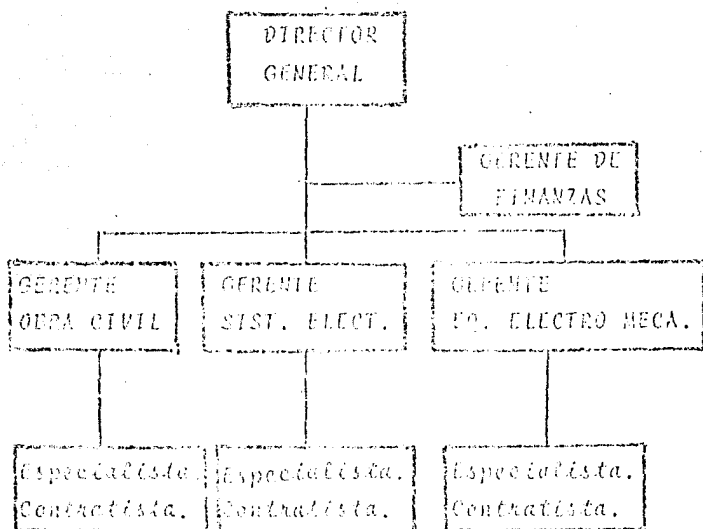 DIRECTOR
GENERAL
GERENTE DE
FINANZAS
GERENTE
OBRA CIVIL
GERENTE
SIST. ELECT.
GERENTE
EQ. ELECTRO MECA.
Especialista.
Contratista.
Especialista.
Contratista.
Especialista.
Contratista.